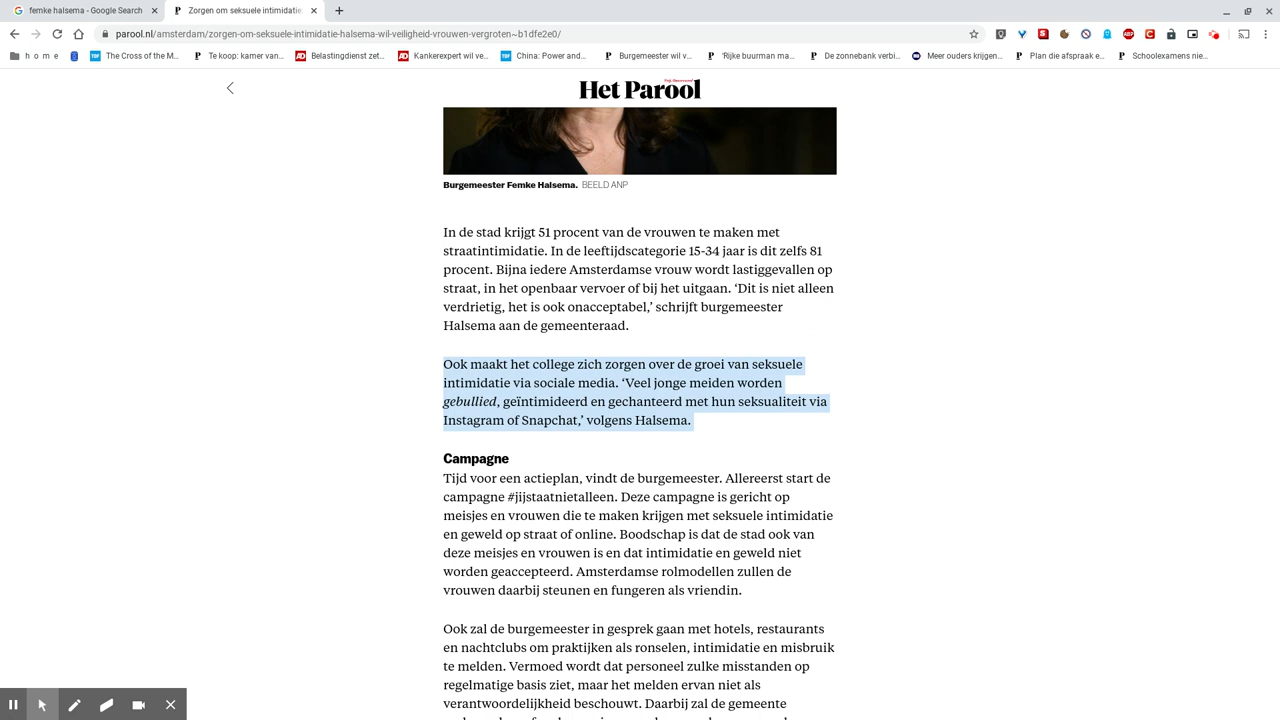 femke halsema - Google Search
Zorgen om seksuele intimidatie:
parool.nl/amsterdam/zorgen-om-seksuele-intimidatie-halsema-wil-veiligheid-vrouwen-vergroten~b1dfe2e0/
h o m e
The Cross of the M...
Te koop: kamer van...
Belastingdienst zet...
Kankerexpert wil ve...
China: Power and...
Burgemeester wil v...
'Rijke buurman ma...
De zonnebank verbi...
Meer ouders krijgen...
Plan die afspraak e...
Schoolexamens nie...
Het Parool
Burgemeester Femke Halsema. BEELD ANP
In de stad krijgt 51 procent van de vrouwen te maken met
straatintimidatie. In de leeftijdscategorie 15-34 jaar is dit zelfs 81
procent. Bijna iedere Amsterdamse vrouw wordt lastiggevallen op
straat, in het openbaar vervoer of bij het uitgaan. ‘Dit is niet alleen
verdrietig, het is ook onacceptabel,’ schrijft burgemeester
Halsema aan de gemeenteraad.
Ook maakt het college zich zorgen over de groei van seksuele
intimidatie via sociale media. ‘Veel jonge meiden worden
gebullied, geïntimideerd en gechanteerd met hun seksualiteit via
Instagram of Snapchat,’ volgens Halsema.
Campagne
Tijd voor een actieplan, vindt de burgemeester. Allereerst start de
campagne #jijstaatnietalleen. Deze campagne is gericht op
meisjes en vrouwen die te maken krijgen met seksuele intimidatie
en geweld op straat of online. Boodschap is dat de stad ook van
deze meisjes en vrouwen is en dat intimidatie en geweld niet
worden geaccepteerd. Amsterdamse rolmodellen zullen de
vrouwen daarbij steunen en fungeren als vriendin.
Ook zal de burgemeester in gesprek gaan met hotels, restaurants
en nachtclubs om praktijken als ronselen, intimidatie en misbruik
te melden. Vermoed wordt dat personeel zulke misstanden op
regelmatige basis ziet, maar het melden ervan niet als
verantwoordelijkheid beschouwt. Daarbij zal de gemeente